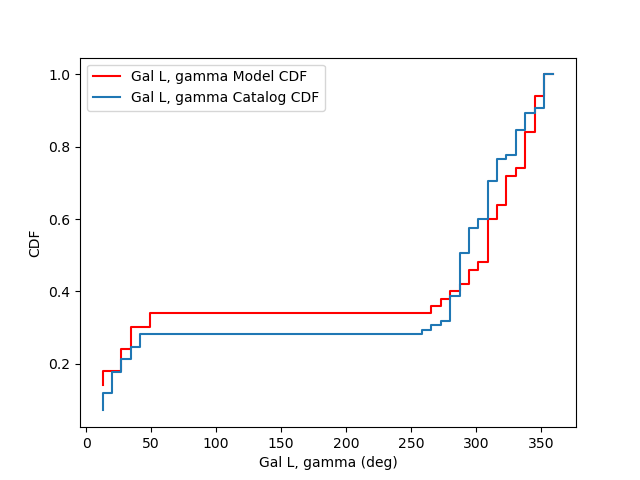 Gal L, gamma Model CDF
Gal L, gamma Catalog CDF
CDF
1.0
0.8
0.6
0.4
0.2
0 50 100 150 200 250 300 350
Gal L, gamma (deg)